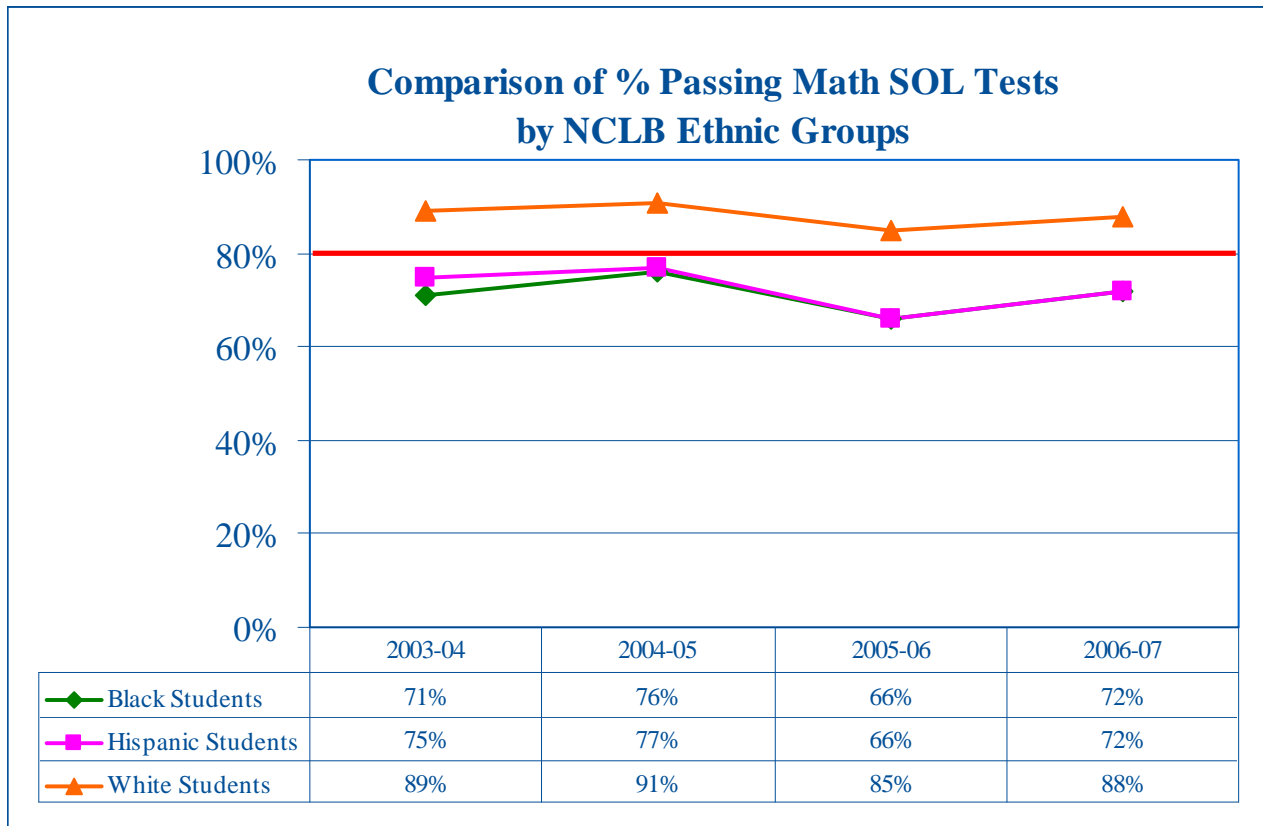 Comparison of % Passing Math SOL Tests
by NCLB Ethnic Groups
100%
80%
60%
40%
20%
0%
2003-04 2004-05 2005-06 2006-07
Black Students 71% 76% 66% 72%
Hispanic Students 75% 77% 66% 72%
White Students 89% 91% 85% 88%